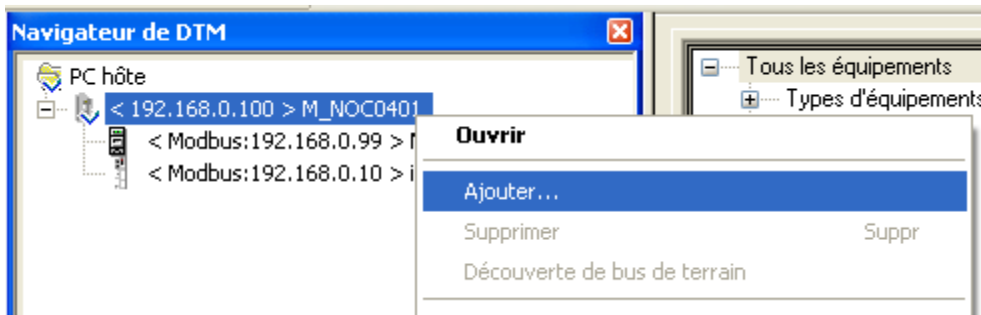 Navigateur de DTM
PC hôte
< 192.168.0.100 > M_NOC0401
< Modbus:192.168.0.99 >
< Modbus:192.168.0.10 > i
Tous les équipements
Types d'équipements
Ouvrir
Ajouter...
Supprimer Suppr
Découverte de bus de terrain